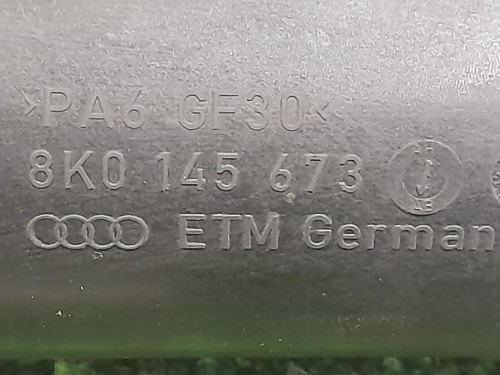 >PA6 GF30<
8K0 145 673
ETM German